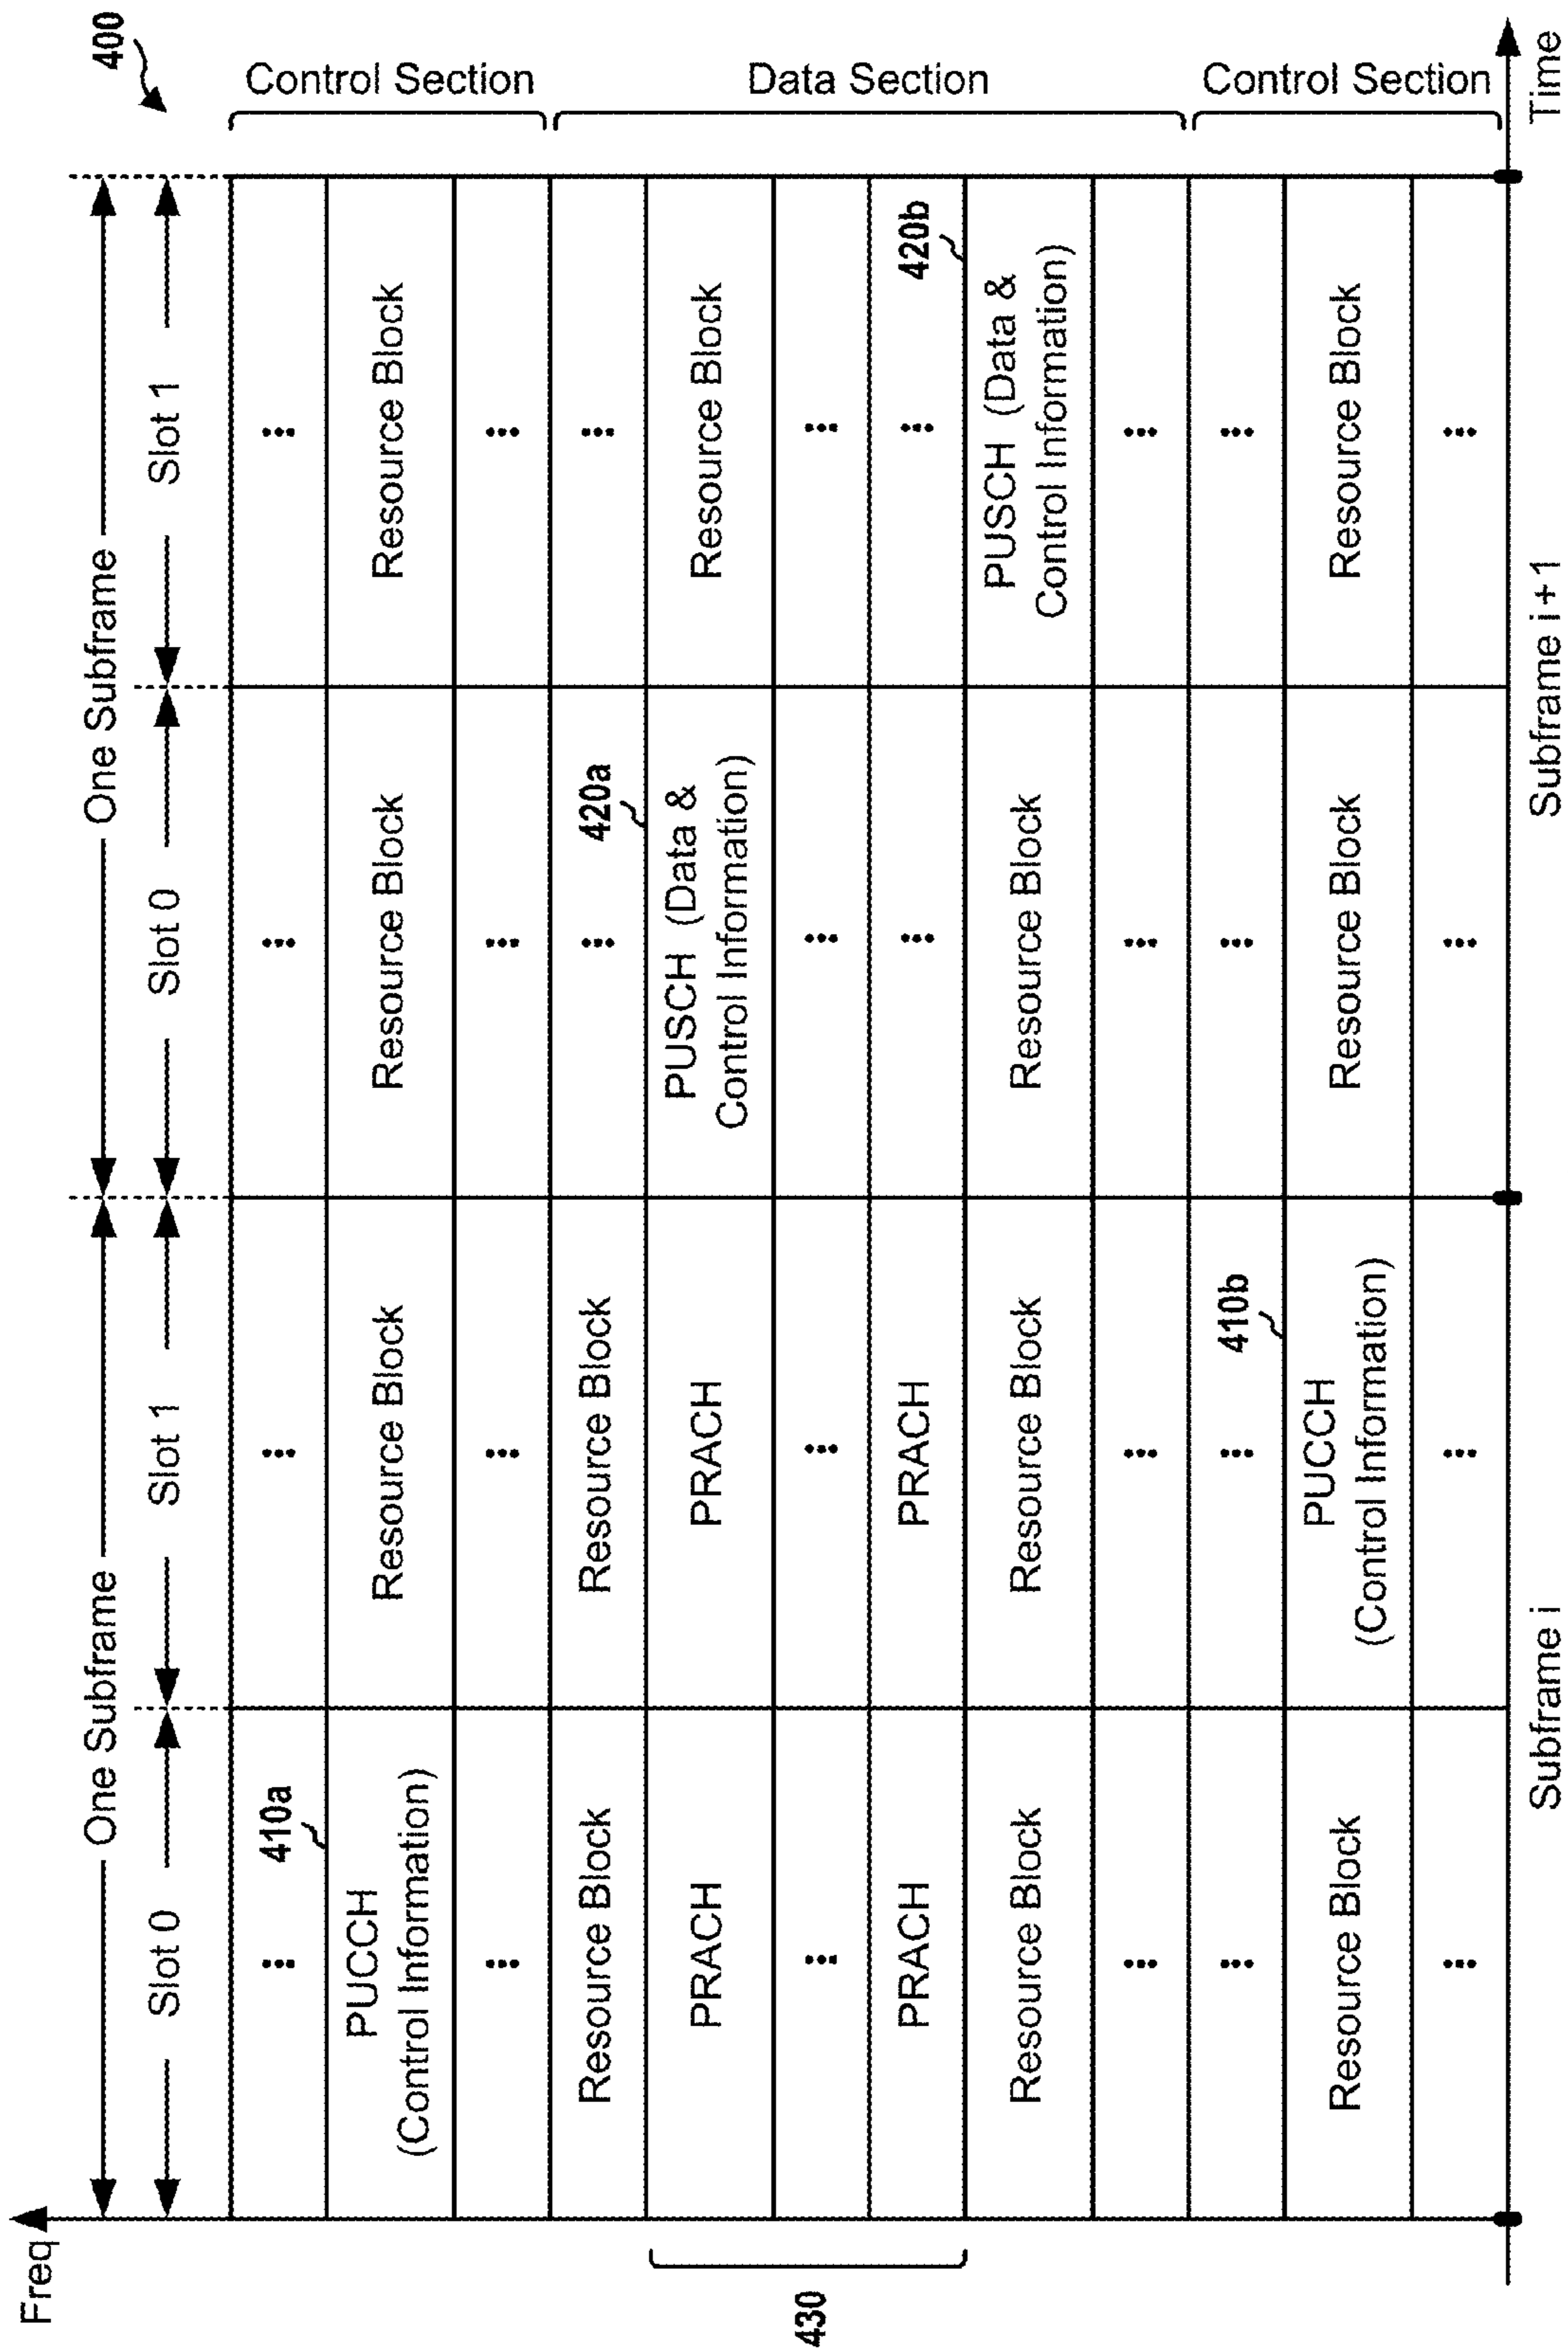 400
Freq
One Subframe One Subframe
Slot 0 Slot 1 Slot 0 Slot 1
Control Section
Data Section
Control Section
... ... ... ...
410a
PUCCH
(Control Information) Resource Block Resource Block Resource Block
... ... ... ...
Resource Block Resource Block ... ...
420a
430
PRACH PRACH PUSCH (Data &
Control Information) Resource Block
... ... ... ...
PRACH PRACH ... ...
420b
Resource Block Resource Block Resource Block PUSCH (Data &
Control Information)
... ... ... ...
... ... ... ...
410b
Resource Block PUCCH
(Control Information) Resource Block Resource Block
... ... ... ...
Subframe i Subframe i + 1 Time